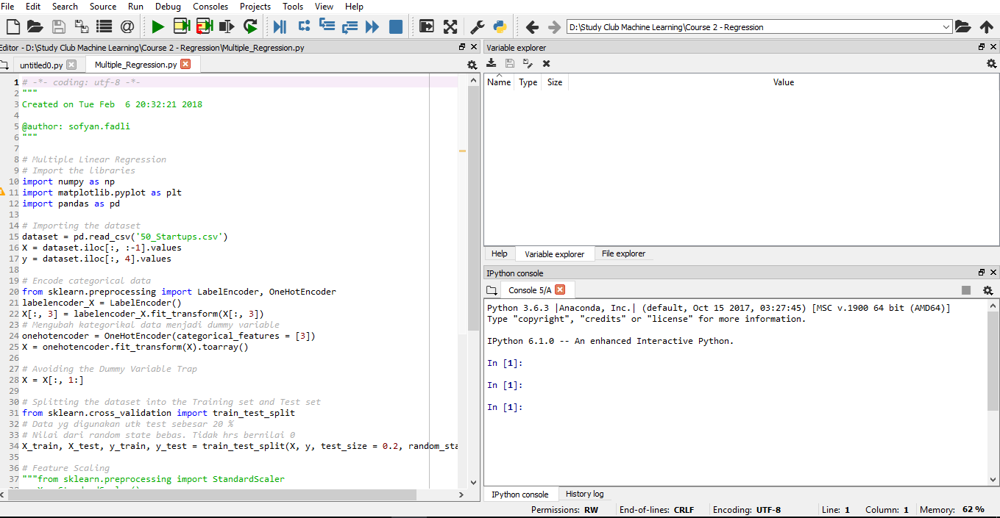 File Edit Search Source Run Debug Consoles Projects Tools View Help
D:\Study Club Machine Learning\Course 2 - Regression
Editor - D:\Study Club Machine Learning\Course 2 - Regression\Multiple_Regression.py
untitled0.py Multiple_Regression.py
1 # -*- coding: utf-8 -*-
2 """
3 Created on Tue Feb  6 20:32:21 2018
4
5 @author: sofyan.fadli
6 """
7
8 # Multiple Linear Regression
9 # Import the libraries
10 import numpy as np
11 import matplotlib.pyplot as plt
12 import pandas as pd
13
14 # Importing the dataset
15 dataset = pd.read_csv('50_Startups.csv')
16 X = dataset.iloc[:, :-1].values
17 y = dataset.iloc[:, 4].values
18
19 # Encode categorical data
20 from sklearn.preprocessing import LabelEncoder, OneHotEncoder
21 labelencoder_X = LabelEncoder()
22 X[:, 3] = labelencoder_X.fit_transform(X[:, 3])
23 # Mengubah kategorikal data menjadi dummy variable
24 onehotencoder = OneHotEncoder(categorical_features = [3])
25 X = onehotencoder.fit_transform(X).toarray()
26
27 # Avoiding the Dummy Variable Trap
28 X = X[:, 1:]
29
30 # Splitting the dataset into the Training set and Test set
31 from sklearn.cross_validation import train_test_split
32 # Data yg digunakan utk test sebesar 20 %
33 # Nilai dari random state bebas. Tidak hrs bernilai 0
34 X_train, X_test, y_train, y_test = train_test_split(X, y, test_size = 0.2, random_sta
35
36 # Feature Scaling
37 """from sklearn.preprocessing import StandardScaler
Variable explorer
Name Type Size Value
Help Variable explorer File explorer
IPython console
Console 5/A
Python 3.6.3 |Anaconda, Inc.| (default, Oct 15 2017, 03:27:45) [MSC v.1900 64 bit (AMD64)]
Type "copyright", "credits" or "license" for more information.
IPython 6.1.0 -- An enhanced Interactive Python.
In [1]:
In [1]:
In [1]:
IPython console History log
Permissions: RW End-of-lines: CRLF Encoding: UTF-8 Line: 1 Column: 1 Memory: 62 %